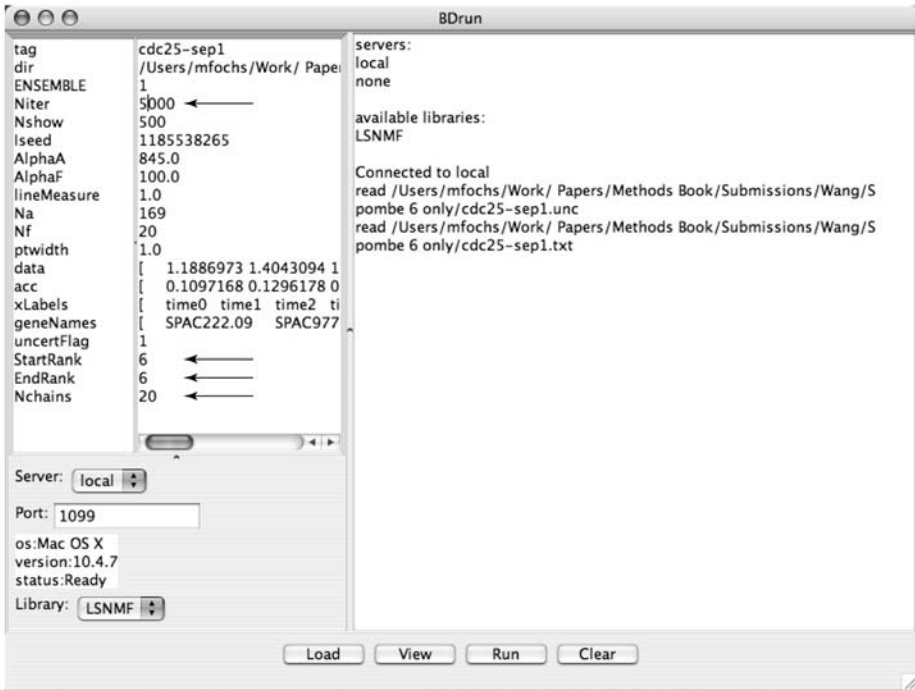 BDrun
tag cdc25-sep1
dir /Users/mfochs/Work/ Paper
ENSEMBLE 1
Niter 5000
Nshow 500
Iseed 1185538265
AlphaA 845.0
AlphaF 100.0
lineMeasure 1.0
Na 169
Nf 20
ptwidth 1.0
data [ 1.1886973 1.4043094 1
acc [ 0.1097168 0.1296178 0
xLabels [ time0 time1 time2 ti
geneNames [ SPAC222.09 SPAC977
uncertFlag 1
StartRank 6
EndRank 6
Nchains 20
Server: local
Port: 1099
os:Mac OS X
version:10.4.7
status:Ready
Library: LSNMF
servers:
local
none
available libraries:
LSNMF
Connected to local
read /Users/mfochs/Work/ Papers/Methods Book/Submissions/Wang/S
pombe 6 only/cdc25-sep1.unc
read /Users/mfochs/Work/ Papers/Methods Book/Submissions/Wang/S
pombe 6 only/cdc25-sep1.txt
Load View Run Clear